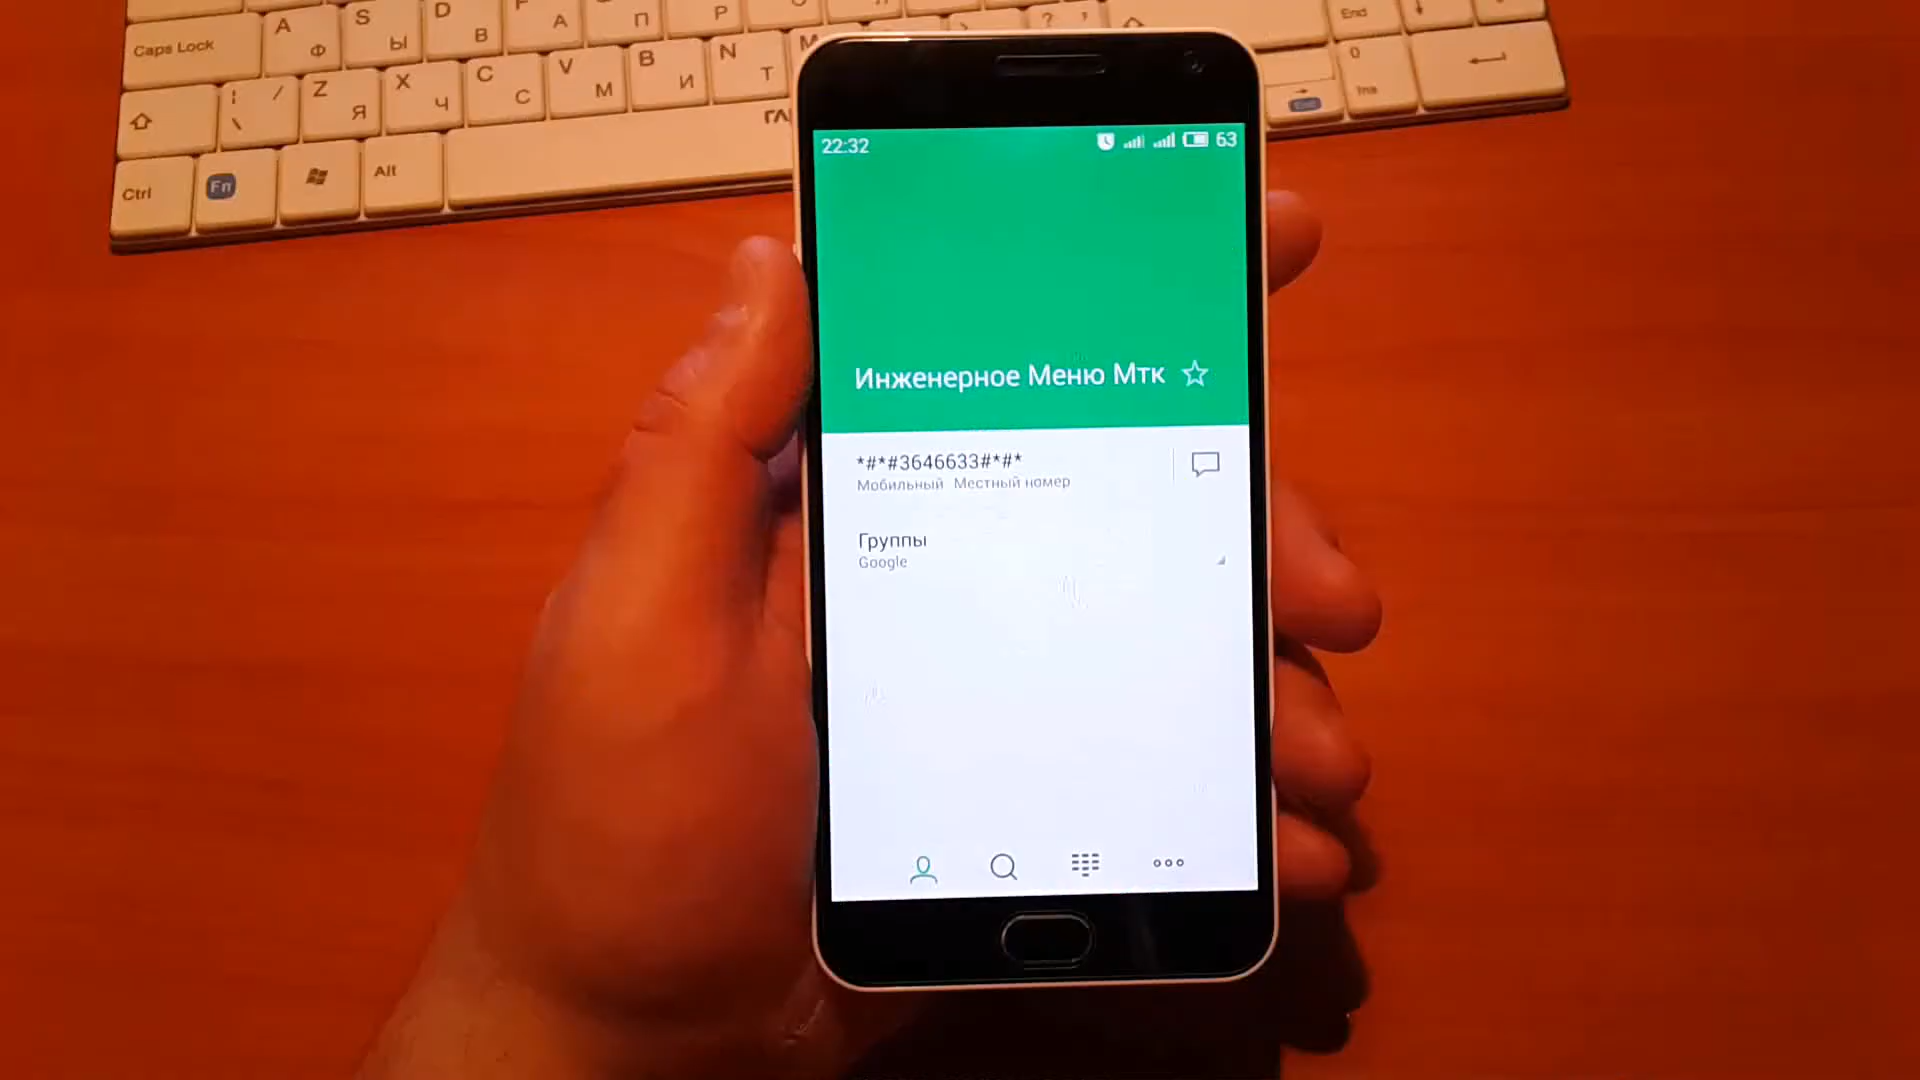 End
Caps Lock
A
Ф
S
Ы
D
В
А
П
Р
?
,
Z
Я
X
Ч
C
С
V
М
B
И
N
Т
M
0
Ins
End
Ctrl
Fn
Alt
22:32
63
Инженерное Меню Мтк
*#*#3646633#*#*
Мобильный Местный номер
Группы
Google